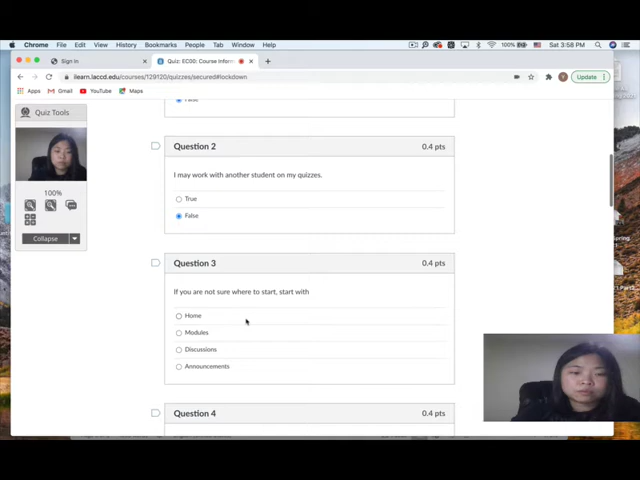 Chrome File Edit View History Bookmarks People Tab Window Help
100% Sat 3:58 PM
Sign in
Quiz: EC00: Course Inform
ilearn.laccd.edu/courses/129120/quizzes/secured#lockdown
Update
Apps Gmail YouTube Maps
Quiz Tools
100%
Collapse
False
Question 2 0.4 pts
I may work with another student on my quizzes.
True
False
Question 3 0.4 pts
If you are not sure where to start, start with
Home
Modules
Discussions
Announcements
Question 4 0.4 pts